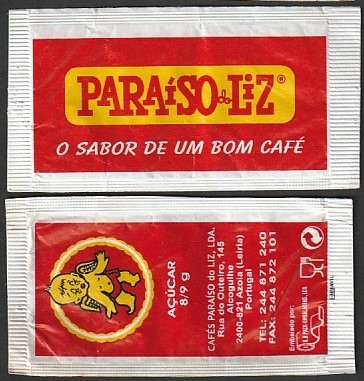 PARAÍSO do LIZ®
O SABOR DE UM BOM CAFÉ
AÇÚCAR
8/9 g
CAFÉS PARAÍSO do LIZ, LDA.
Rua do Outeiro, 145
Alcogulhe
2400-821 Azoia (Leiria)
Portugal
TEL: 244 871 240
FAX: 244 872 101
Embalado por: